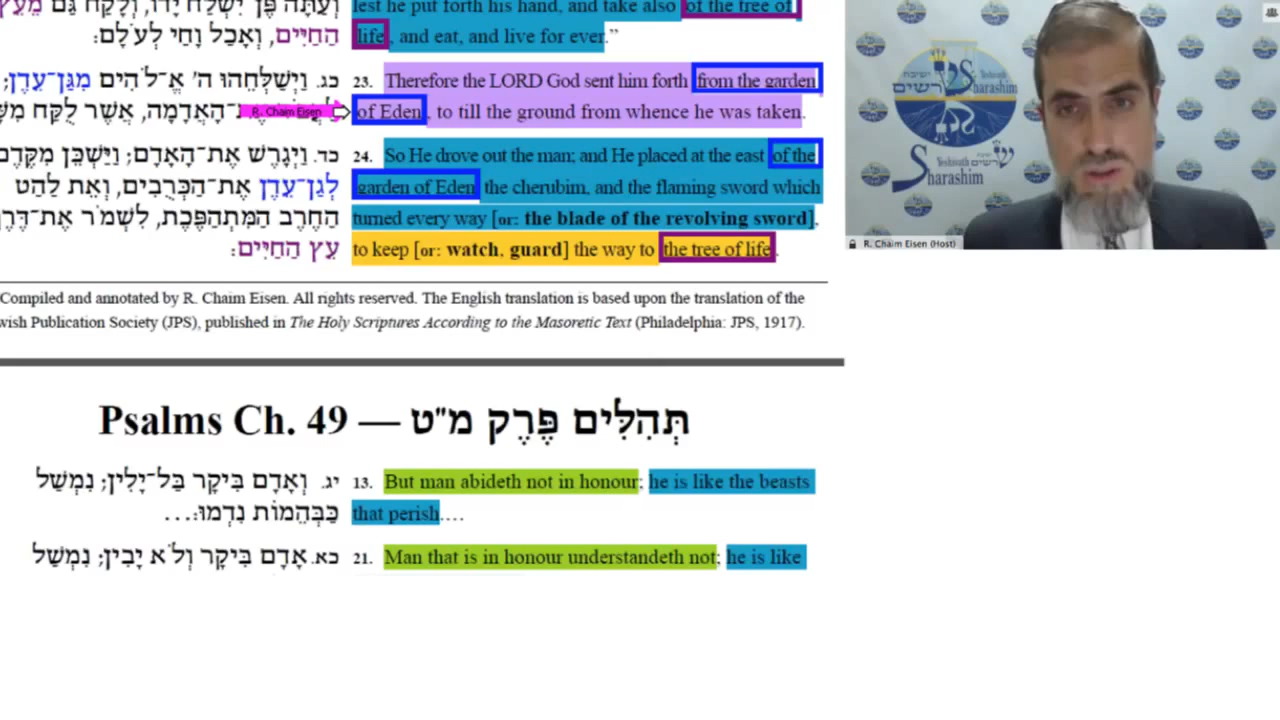 וְעַתָּה פֶּן יִשְׁלַח יָדוֹ, וְלָקַח גַּם מֵעֵץ
הַחַיִּים, וְאָכַל וָחַי לְעֹלָם:
lest he put forth his hand, and take also of the tree of
life, and eat, and live for ever.”
כג. וַיְשַׁלְּחֵהוּ ה' אֱ־לֹהִים מִגַּן־עֵדֶן;
הָאֲדָמָה, אֲשֶׁר לֻקַּח
R. Chaim Eisen
23. Therefore the LORD God sent him forth from the garden
of Eden, to till the ground from whence he was taken.
כד. וַיְגָרֶשׁ אֶת־הָאָדָם; וַיַּשְׁכֵּן מִקֶּדֶם
לְגַן־עֵדֶן אֶת־הַכְּרֻבִים, וְאֵת לַהַט
הַחֶרֶב הַמִּתְהַפֶּכֶת, לִשְׁמֹר אֶת־דֶּרֶךְ
עֵץ הַחַיִּים:
24. So He drove out the man; and He placed at the east of the
garden of Eden the cherubim, and the flaming sword which
turned every way [or: the blade of the revolving sword],
to keep [or: watch, guard] the way to the tree of life.
Compiled and annotated by R. Chaim Eisen. All rights reserved. The English translation is based upon the translation of the
wish Publication Society (JPS), published in The Holy Scriptures According to the Masoretic Text (Philadelphia: JPS, 1917).
Psalms Ch. 49 — תְּהִלִּים פֶּרֶק מ"ט
יג. וְאָדָם בִּיקָר בַּל־יָלִין; נִמְשַׁל
כַּבְּהֵמוֹת נִדְמוּ:...
13. But man abideth not in honour; he is like the beasts
that perish....
כא. אָדָם בִּיקָר וְלֹא יָבִין; נִמְשַׁל
21. Man that is in honour understandeth not; he is like
ישיבת
שרשים
Yeshivath
Sharashim
Yeshivath ישיבת
Sharashim שרשים
R. Chaim Eisen (Host)